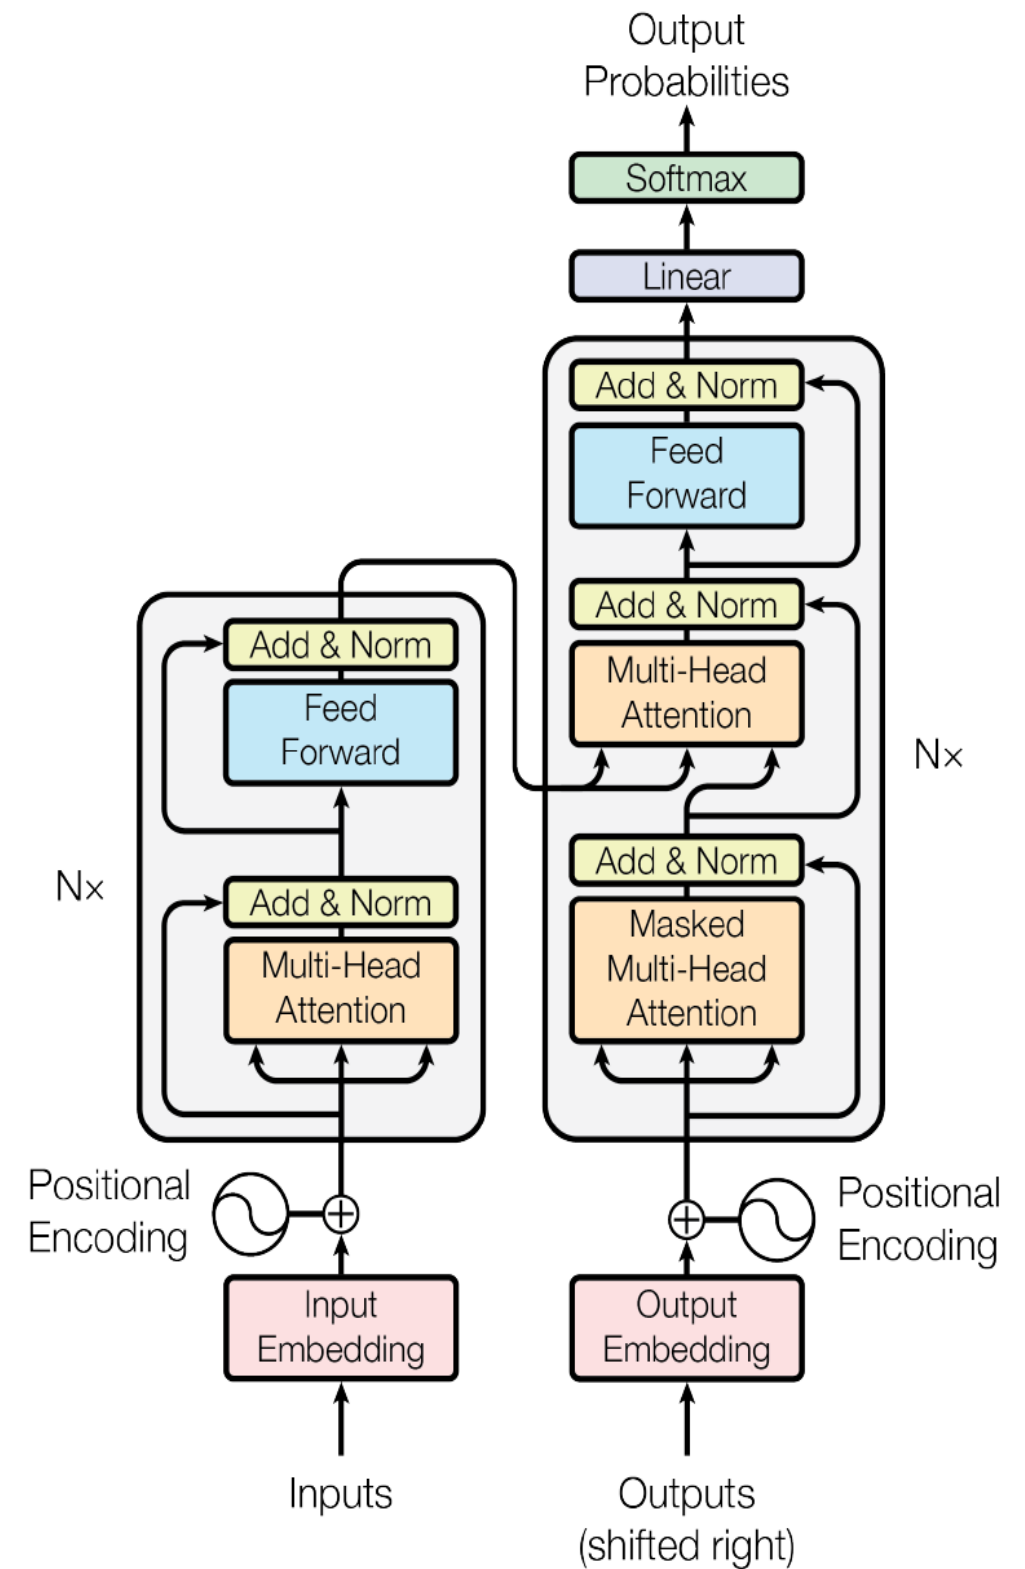 Output
Probabilities
Softmax
Linear
Add & Norm
Feed
Forward
Add & Norm
Multi-Head
Attention
N×
Add & Norm
Masked
Multi-Head
Attention
Add & Norm
Feed
Forward
N×
Add & Norm
Multi-Head
Attention
Positional
Encoding
Positional
Encoding
Input
Embedding
Output
Embedding
Inputs
Outputs
(shifted right)